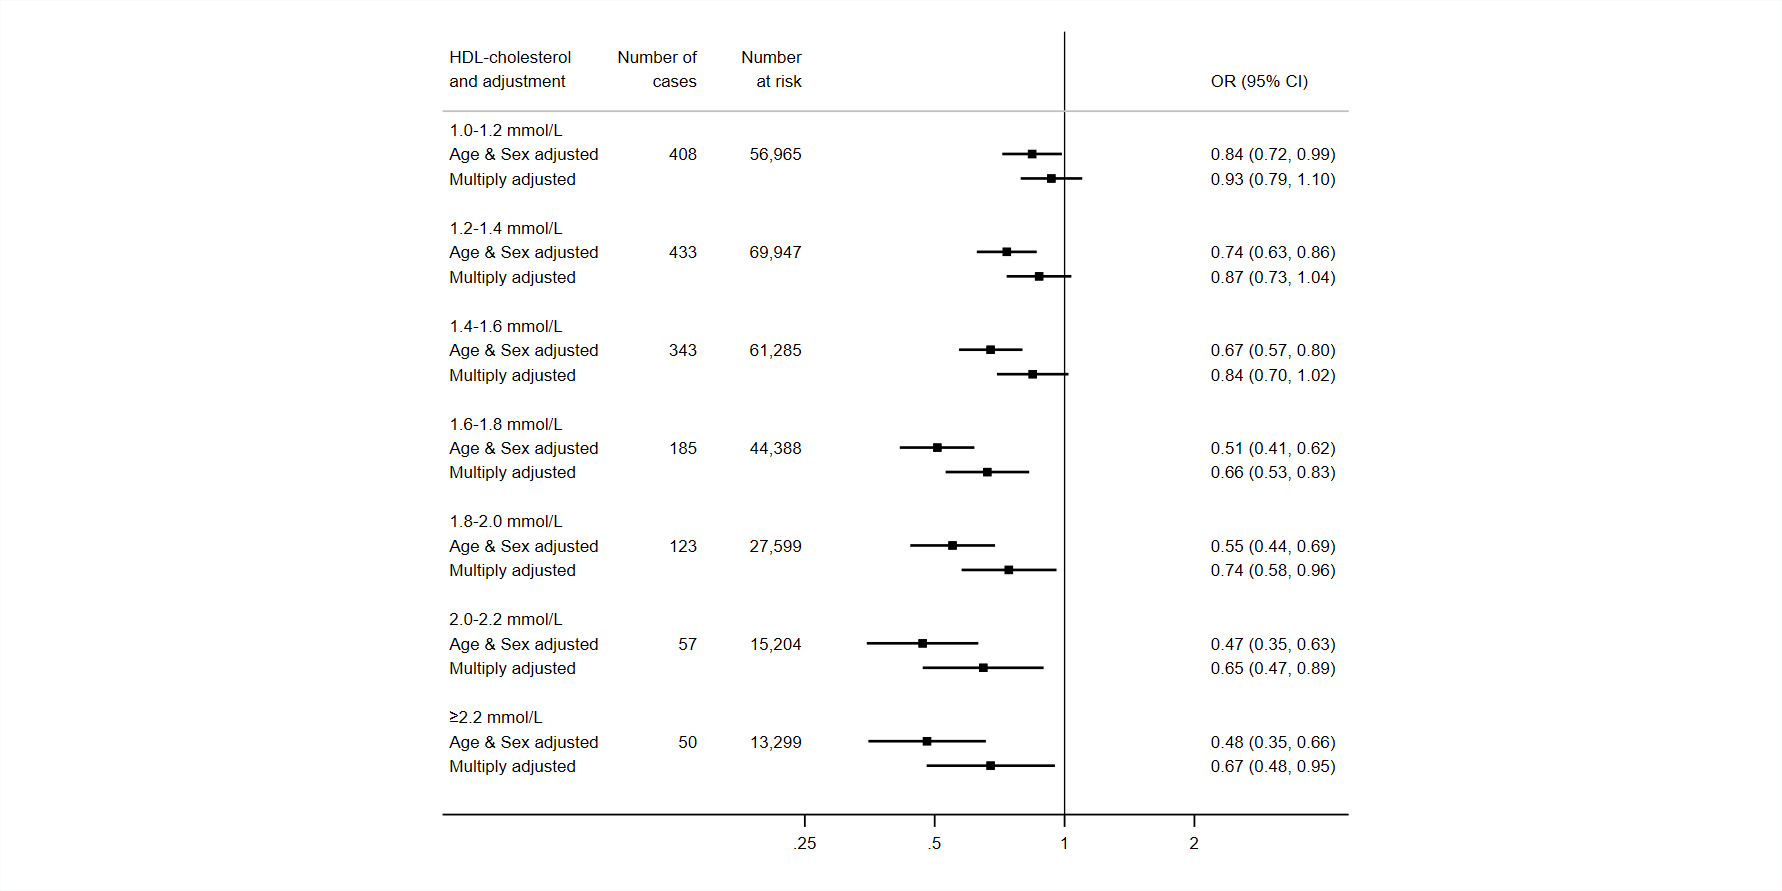 HDL-cholesterol Number of Number
and adjustment cases at risk OR (95% CI)
1.0-1.2 mmol/L
Age & Sex adjusted 408 56,965 0.84 (0.72, 0.99)
Multiply adjusted 0.93 (0.79, 1.10)
1.2-1.4 mmol/L
Age & Sex adjusted 433 69,947 0.74 (0.63, 0.86)
Multiply adjusted 0.87 (0.73, 1.04)
1.4-1.6 mmol/L
Age & Sex adjusted 343 61,285 0.67 (0.57, 0.80)
Multiply adjusted 0.84 (0.70, 1.02)
1.6-1.8 mmol/L
Age & Sex adjusted 185 44,388 0.51 (0.41, 0.62)
Multiply adjusted 0.66 (0.53, 0.83)
1.8-2.0 mmol/L
Age & Sex adjusted 123 27,599 0.55 (0.44, 0.69)
Multiply adjusted 0.74 (0.58, 0.96)
2.0-2.2 mmol/L
Age & Sex adjusted 57 15,204 0.47 (0.35, 0.63)
Multiply adjusted 0.65 (0.47, 0.89)
≥2.2 mmol/L
Age & Sex adjusted 50 13,299 0.48 (0.35, 0.66)
Multiply adjusted 0.67 (0.48, 0.95)
.25 .5 1 2